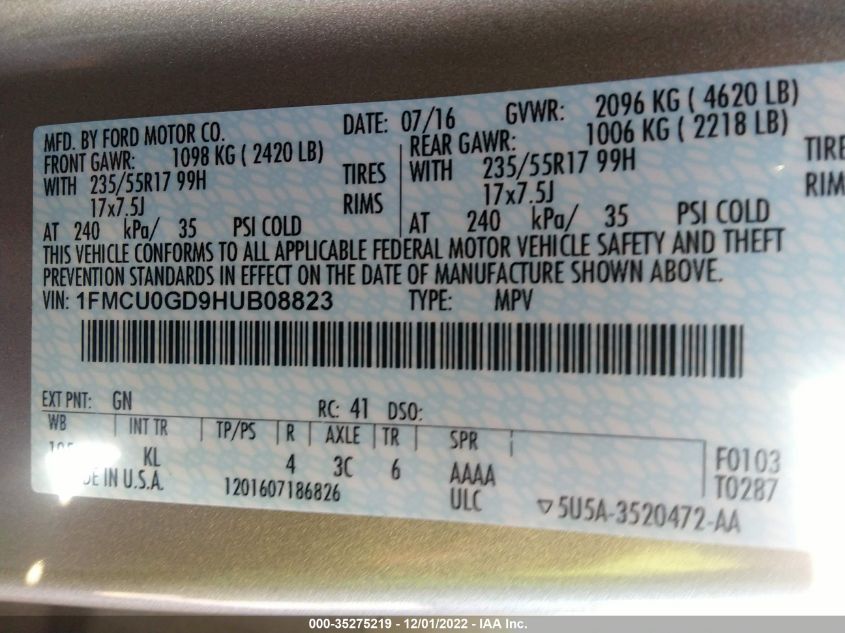 MFD. BY FORD MOTOR CO. DATE: 07/16 GVWR: 2096 KG ( 4620 LB)
FRONT GAWR: 1098 KG ( 2420 LB) REAR GAWR: 1006 KG ( 2218 LB)
WITH 235/55R17 99H TIRES WITH 235/55R17 99H TIRE
17x7.5J RIMS 17x7.5J RIM
AT 240 kPa/ 35 PSI COLD AT 240 kPa/ 35 PSI COLD
THIS VEHICLE CONFORMS TO ALL APPLICABLE FEDERAL MOTOR VEHICLE SAFETY AND THEFT
PREVENTION STANDARDS IN EFFECT ON THE DATE OF MANUFACTURE SHOWN ABOVE.
VIN: 1FMCU0GD9HUB08823 TYPE: MPV
EXT PNT: GN RC: 41 DSO:
WB INT TR TP/PS R AXLE TR SPR
KL 4 3C 6 AAAA F0103
IN U.S.A. 1201607186826 ULC T0287
▽5U5A-3520472-AA
000-35275219 - 12/01/2022 - IAA Inc.